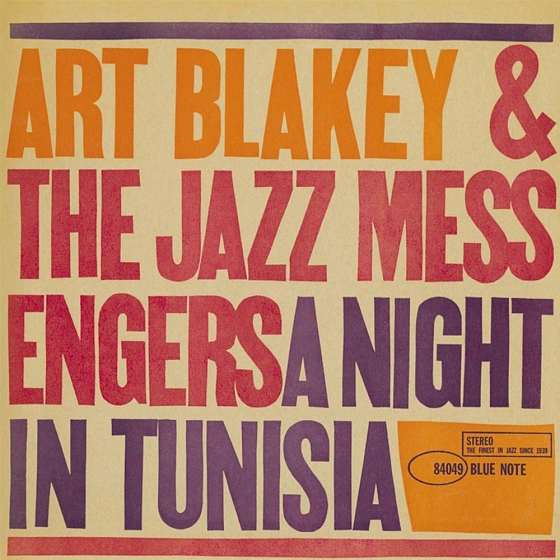 ART BLAKEY &
THE JAZZ MESS
ENGERS A NIGHT
IN TUNISIA
STEREO
THE FINEST IN JAZZ SINCE 1939
84049 BLUE NOTE